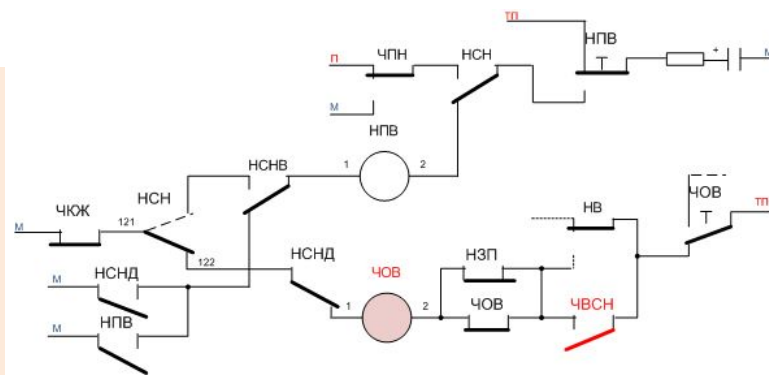 ТП
НПВ
ЧПН
НСН
П
+
М
М
НПВ
НСНВ
1
2
НСН
ЧКЖ
121
М
ЧОВ
ТП
НВ
122
НСНД
НСНД
ЧОВ
НЗП
М
1
2
ЧОВ
ЧВСН
НПВ
М